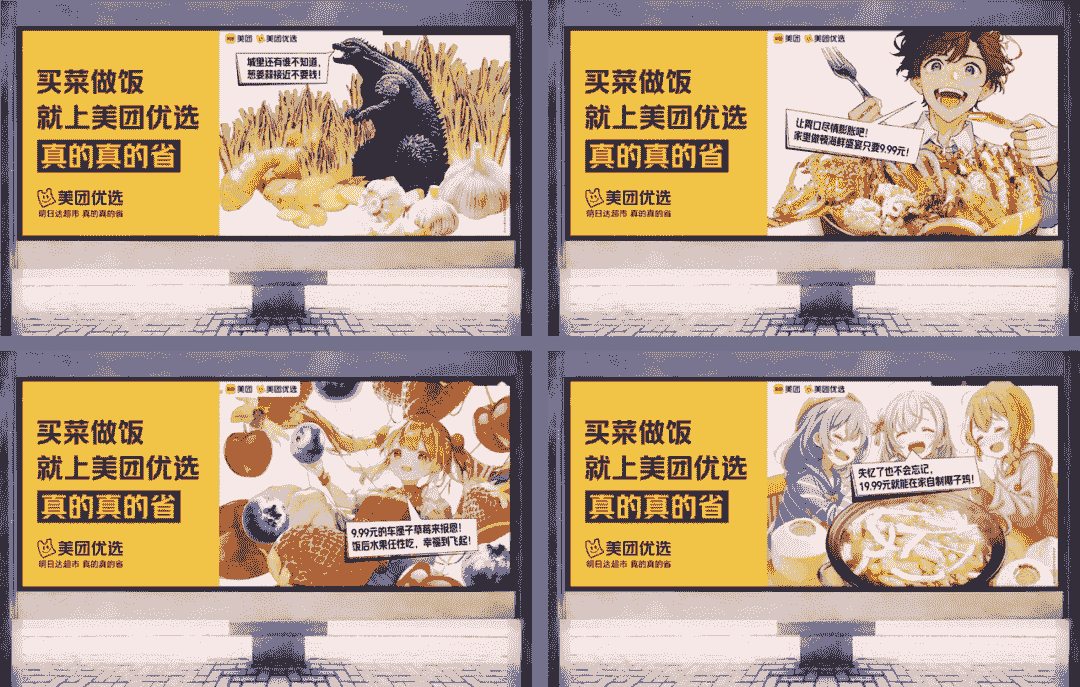 买菜做饭
就上美团优选
真的真的省
美团优选
明日达超市 真的真的省
美团 美团优选
城里还有谁不知道,
葱姜蒜接近不要钱!
买菜做饭
就上美团优选
真的真的省
美团优选
明日达超市 真的真的省
美团 美团优选
让胃口尽情膨胀吧!
家里做顿海鲜盛宴只要9.99元!
买菜做饭
就上美团优选
真的真的省
美团优选
明日达超市 真的真的省
美团 美团优选
9.99元的车厘子草莓来报恩!
饭后水果任性吃,幸福到飞起!
买菜做饭
就上美团优选
真的真的省
美团优选
明日达超市 真的真的省
美团 美团优选
失忆了也不会忘记,
19.99元就能在家自制椰子鸡!